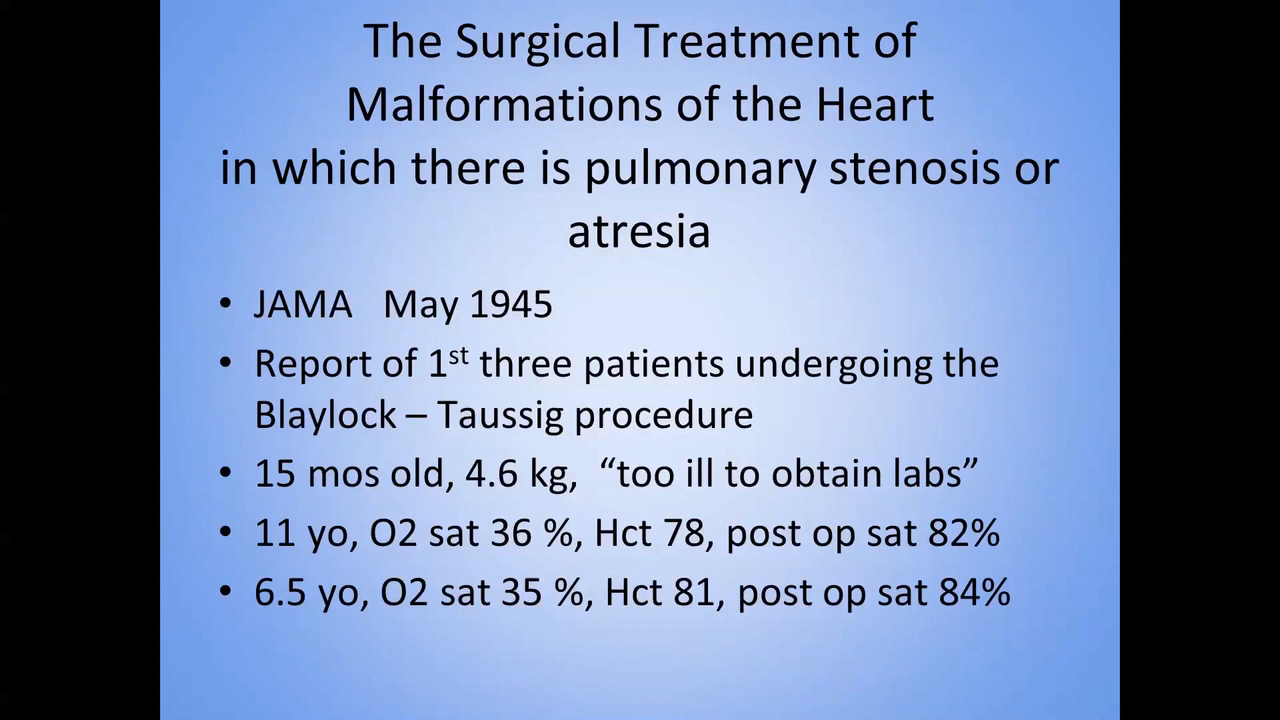 The Surgical Treatment of
Malformations of the Heart
in which there is pulmonary stenosis or
atresia
• JAMA   May 1945
• Report of 1st three patients undergoing the
Blaylock – Taussig procedure
• 15 mos old, 4.6 kg,  “too ill to obtain labs”
• 11 yo, O2 sat 36 %, Hct 78, post op sat 82%
• 6.5 yo, O2 sat 35 %, Hct 81, post op sat 84%